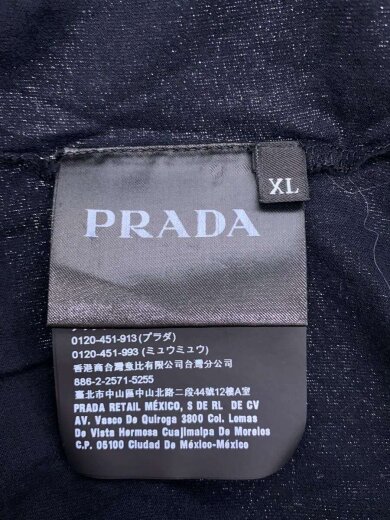 XL
PRADA
0120-451-913 (プラダ)
0120-451-993 (ミュウミュウ)
香港商台灣普比有限公司台灣分公司
886-2-2571-5255
臺北市中山區中山北路二段44號12樓A室
PRADA RETAIL MÉXICO, S DE RL DE CV
AV. Vasco De Quiroga 3800 Col. Lomas
De Vista Hermosa Cuajimalpa De Morelos
C.P. 05100 Ciudad De México-México